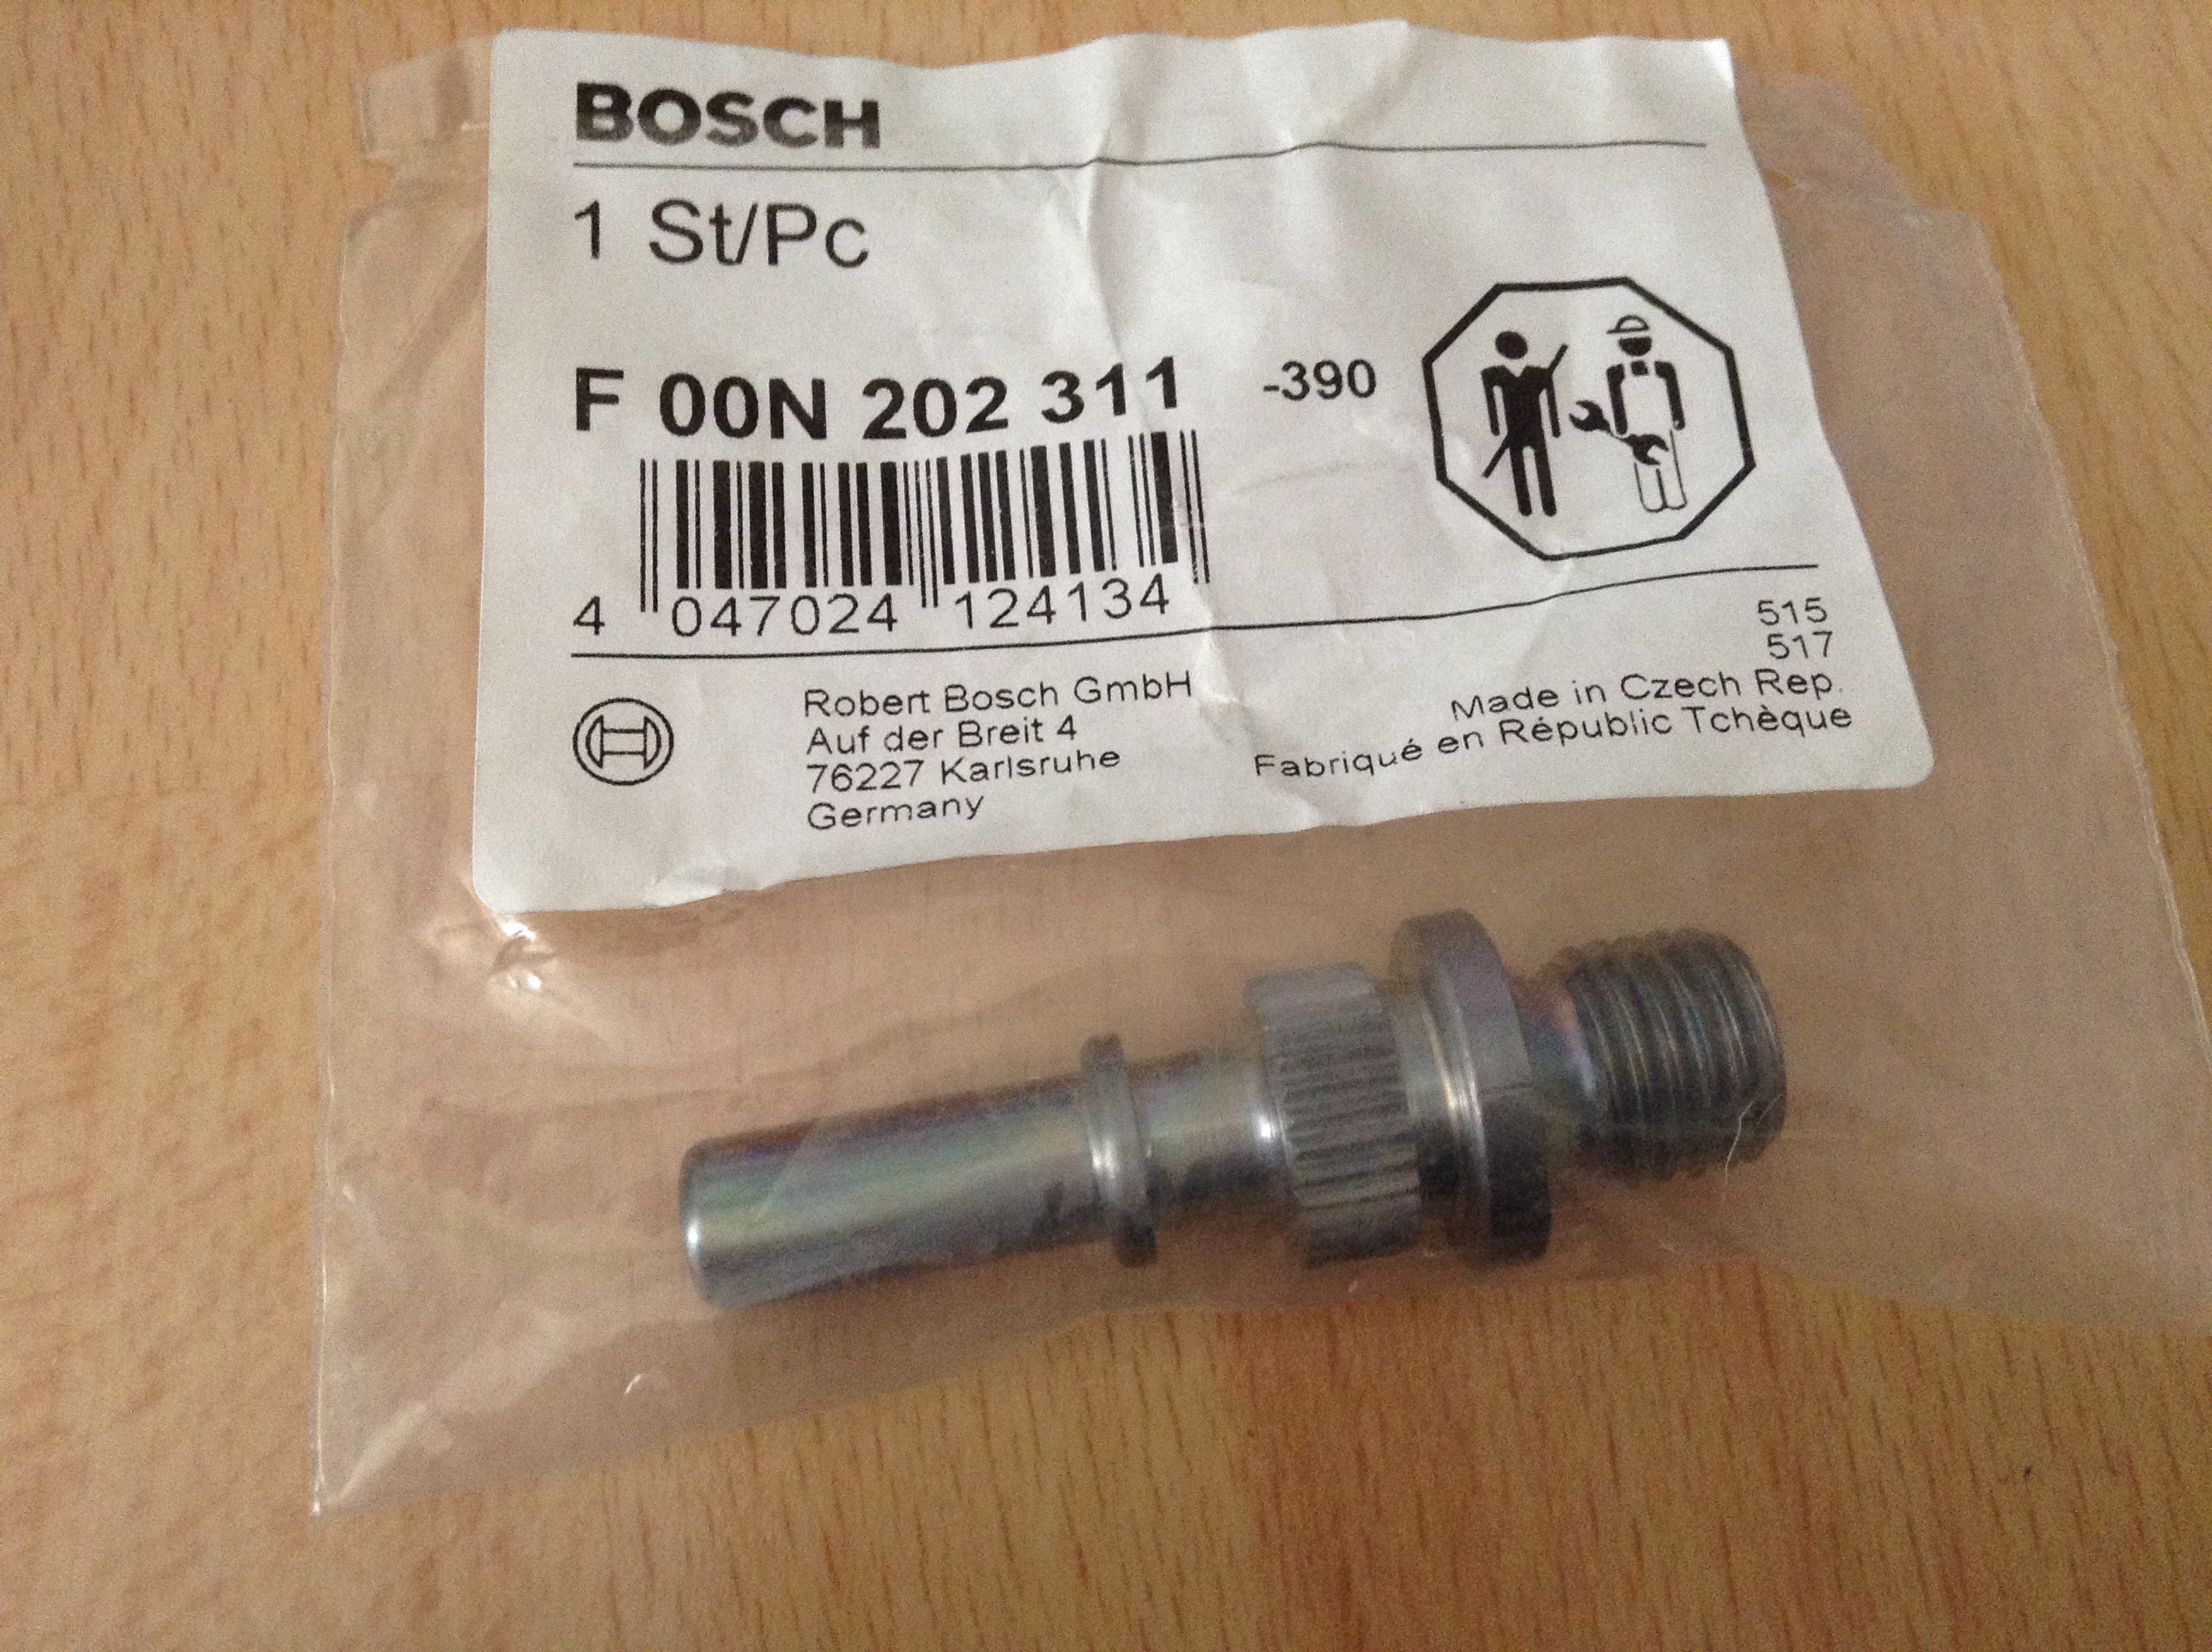 BOSCH
1 St/Pc
F 00N 202 311 -390
4 047024 124134
515
517
Robert Bosch GmbH
Auf der Breit 4
76227 Karlsruhe
Germany
Made in Czech Rep.
Fabriqué en Républic Tchèque